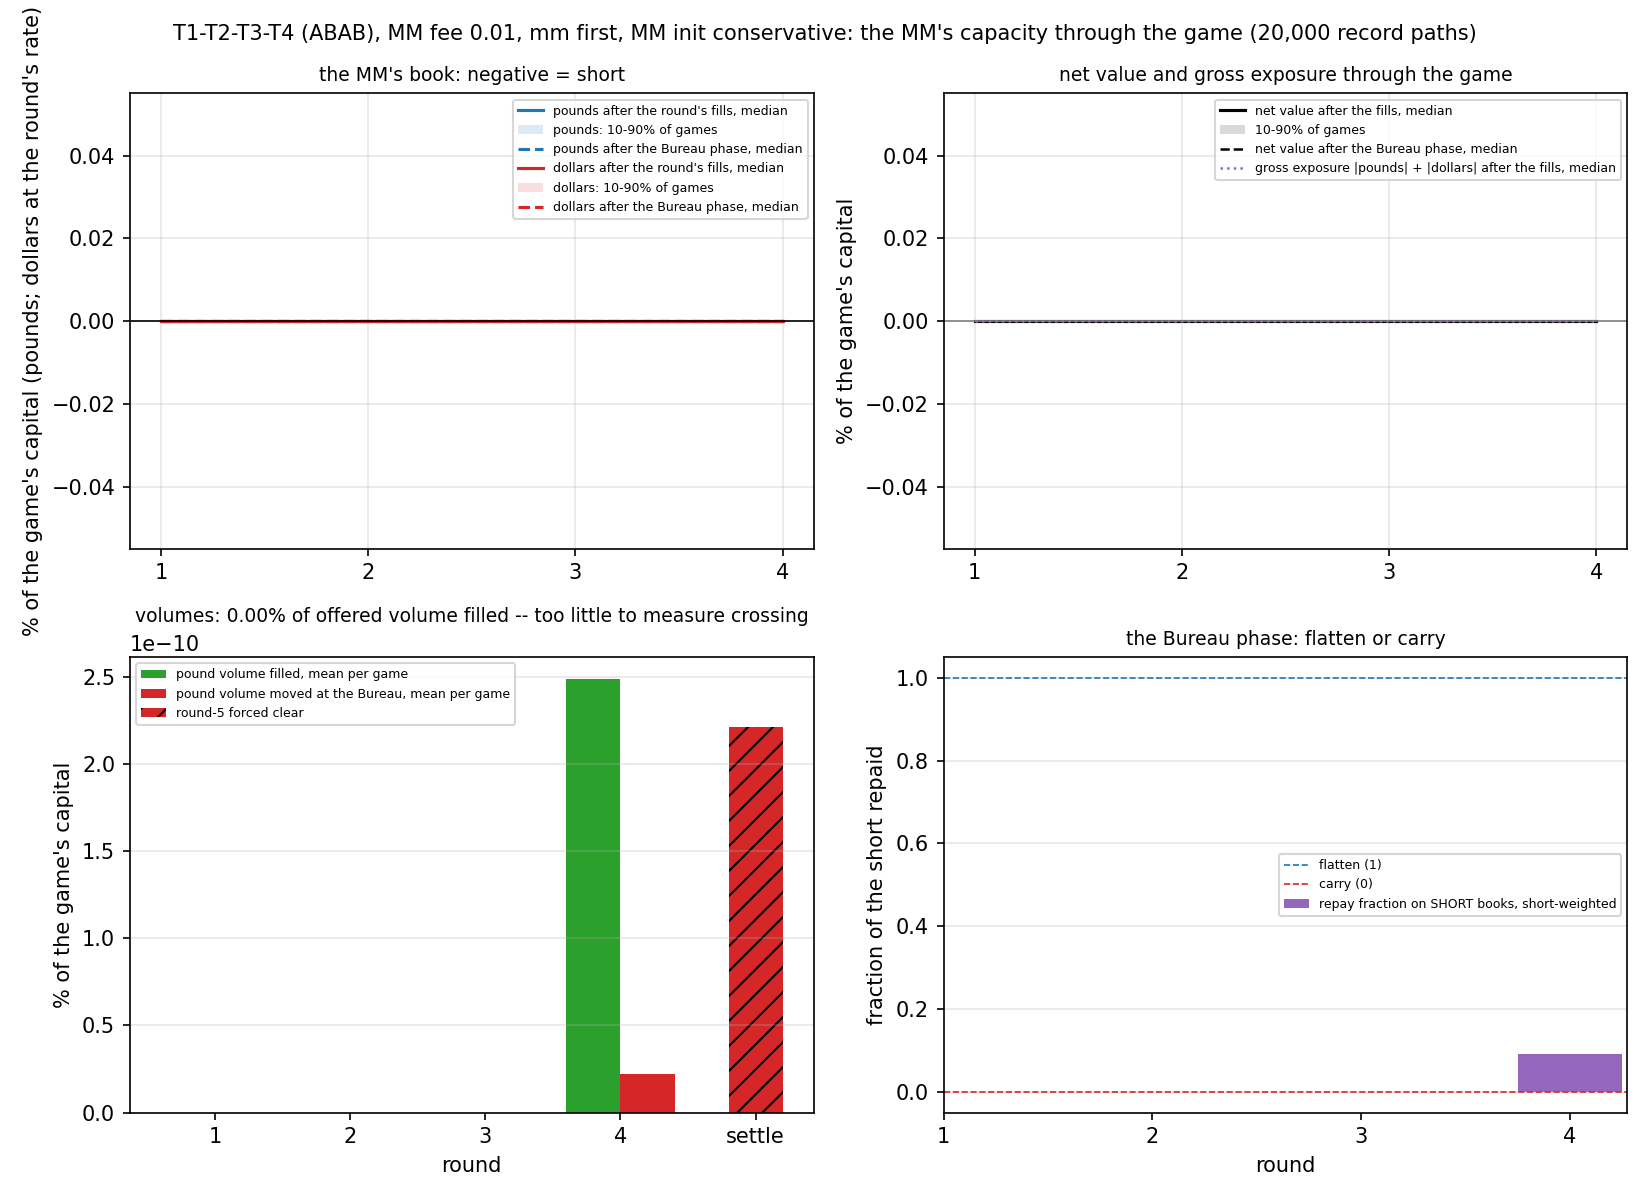 T1-T2-T3-T4 (ABAB), MM fee 0.01, mm first, MM init conservative: the MM's capacity through the game (20,000 record paths)
the MM's book: negative = short
% of the game's capital (pounds; dollars at the round's rate)
0.04
0.02
0.00
−0.02
−0.04
1
2
3
4
pounds after the round's fills, median
pounds: 10-90% of games
pounds after the Bureau phase, median
dollars after the round's fills, median
dollars: 10-90% of games
dollars after the Bureau phase, median
net value and gross exposure through the game
% of the game's capital
0.04
0.02
0.00
−0.02
−0.04
1
2
3
4
net value after the fills, median
10-90% of games
net value after the Bureau phase, median
gross exposure |pounds| + |dollars| after the fills, median
volumes: 0.00% of offered volume filled -- too little to measure crossing
1e−10
% of the game's capital
2.5
2.0
1.5
1.0
0.5
0.0
1
2
3
4
settle
round
pound volume filled, mean per game
pound volume moved at the Bureau, mean per game
round-5 forced clear
the Bureau phase: flatten or carry
fraction of the short repaid
1.0
0.8
0.6
0.4
0.2
0.0
1
2
3
4
round
flatten (1)
carry (0)
repay fraction on SHORT books, short-weighted